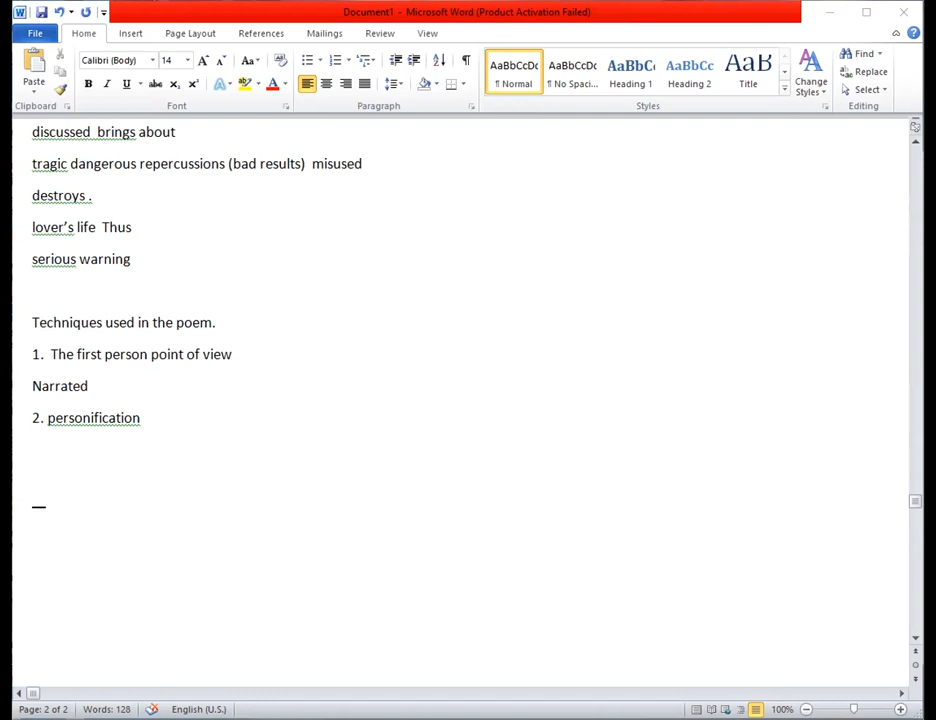 Document1 - Microsoft Word (Product Activation Failed)
File Home Insert Page Layout References Mailings Review View
Calibri (Body) 14
Paste
B I U abc X₂ X²
AaBbCcDc AaBbCcDc AaBbC AaBbCc AaB
¶ Normal ¶ No Spaci... Heading 1 Heading 2 Title
Change
Styles
Find
Replace
Select
Clipboard Font Paragraph Styles Editing
discussed brings about
tragic dangerous repercussions (bad results) misused
destroys .
lover’s life Thus
serious warning
Techniques used in the poem.
1. The first person point of view
Narrated
2. personification
Page: 2 of 2 Words: 128 English (U.S.) 100%